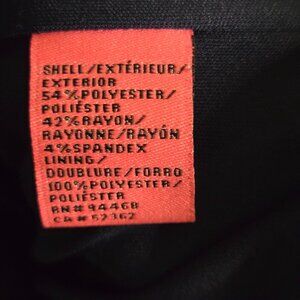 SHELL/EXTÉRIEUR/
EXTERIOR
54%POLYESTER/
POLIÉSTER
42%RAYON/
RAYONNE/RAYÓN
4%SPANDEX
LINING/
DOUBLURE/FORRO
100%POLYESTER/
POLIÉSTER
RN# 94468
CA# 52362